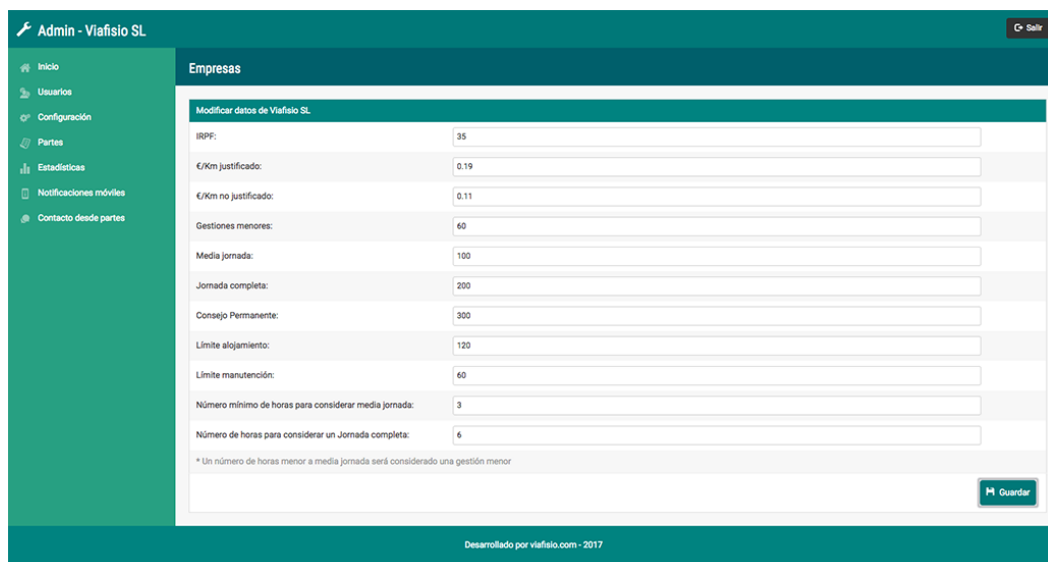 Admin - Viafisio SL
Salir
Inicio
Usuarios
Configuración
Partes
Estadísticas
Notificaciones móviles
Contacto desde partes
Empresas
Modificar datos de Viafisio SL
IRPF: 35
€/Km justificado: 0.19
€/Km no justificado: 0.11
Gestiones menores: 60
Media jornada: 100
Jornada completa: 200
Consejo Permanente: 300
Límite alojamiento: 120
Límite manutención: 60
Número mínimo de horas para considerar media jornada: 3
Número de horas para considerar un Jornada completa: 6
* Un número de horas menor a media jornada será considerado una gestión menor
Guardar
Desarrollado por viafisio.com - 2017